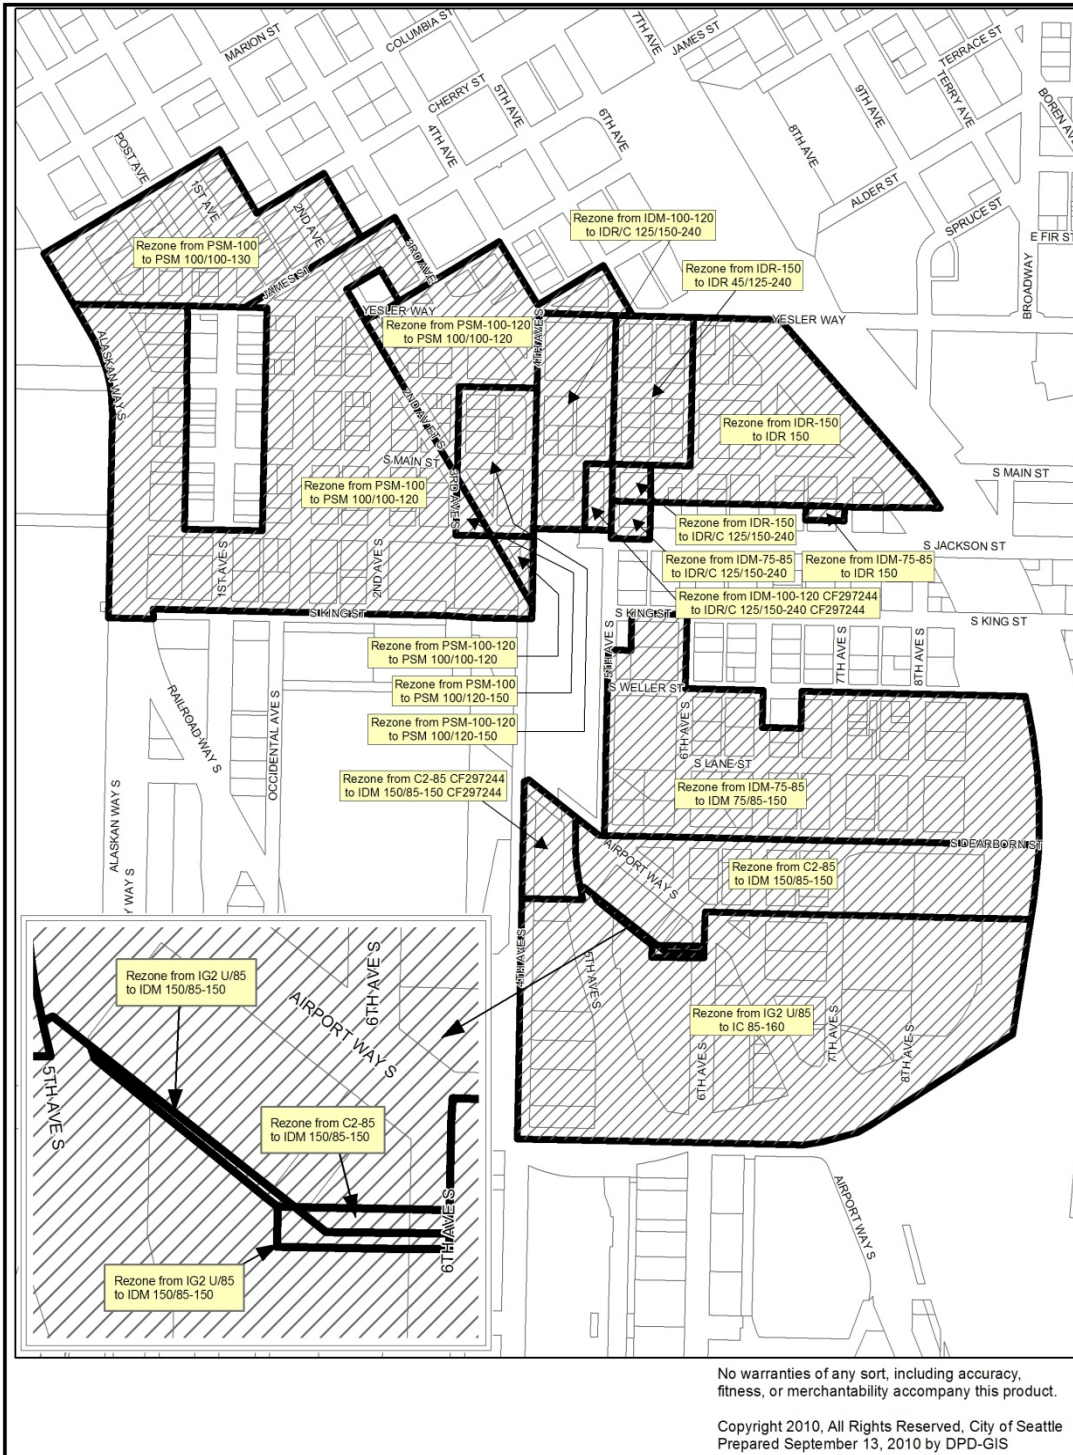 MARION ST
COLUMBIA ST
7TH AVE
JAMES ST
TERRACE ST
CHERRY ST
5TH AVE
9TH AVE
TERRY AVE
BOREN AVE
4TH AVE
6TH AVE
8TH AVE
POST AVE
1ST AVE
2ND AVE
ALDER ST
SPRUCE ST
E FIR ST
BROADWAY
Rezone from PSM-100
to PSM 100/100-130
JAMES ST
3RD AVE
Rezone from IDM-100-120
to IDR/C 125/150-240
Rezone from IDR-150
to IDR 45/125-240
YESLER WAY
YESLER WAY
Rezone from PSM-100-120
to PSM 100/100-120
4TH AVE S
ALASKAN WAY S
2ND AVE ET S
S MAIN ST
3RD AVE S
Rezone from IDR-150
to IDR 150
S MAIN ST
Rezone from PSM-100
to PSM 100/100-120
Rezone from IDR-150
to IDR/C 125/150-240
Rezone from IDM-75-85
to IDR/C 125/150-240
Rezone from IDM-75-85
to IDR 150
S JACKSON ST
Rezone from IDM-100-120 CF297244
to IDR/C 125/150-240 CF297244
1ST AVE S
2ND AVE S
S KING ST
S KING ST
S KING ST
Rezone from PSM-100-120
to PSM 100/100-120
Rezone from PSM-100
to PSM 100/120-150
Rezone from PSM-100-120
to PSM 100/120-150
5TH AVE S
7TH AVE S
8TH AVE S
S WELLER ST
6TH AVE S
S LANE ST
RAILROAD WAY S
OCCIDENTAL AVE S
ALASKAN WAY S
Rezone from C2-85 CF297244
to IDM 150/85-150 CF297244
Rezone from IDM-75-85
to IDM 75/85-150
S DEARBORN ST
AIRPORT WAY S
Rezone from C2-85
to IDM 150/85-150
Y WAY S
4TH AVE S
5TH AVE S
Rezone from IG2 U/85
to IC 85-160
6TH AVE S
7TH AVE S
8TH AVE S
AIRPORT WAY S
Rezone from IG2 U/85
to IDM 150/85-150
6TH AVE S
AIRPORT WAY S
5TH AVE S
Rezone from C2-85
to IDM 150/85-150
6TH AVE S
Rezone from IG2 U/85
to IDM 150/85-150
No warranties of any sort, including accuracy,
fitness, or merchantability accompany this product.
Copyright 2010, All Rights Reserved, City of Seattle
Prepared September 13, 2010 by DPD-GIS